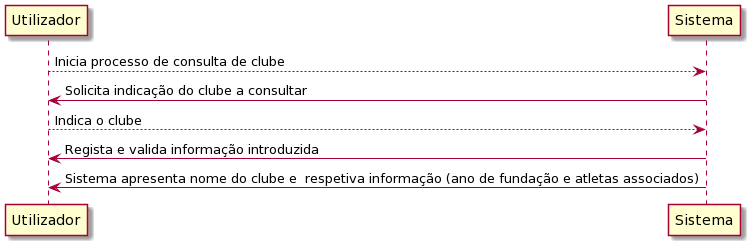 Utilizador Sistema
Inicia processo de consulta de clube
Solicita indicação do clube a consultar
Indica o clube
Regista e valida informação introduzida
Sistema apresenta nome do clube e  respetiva informação (ano de fundação e atletas associados)
Utilizador Sistema